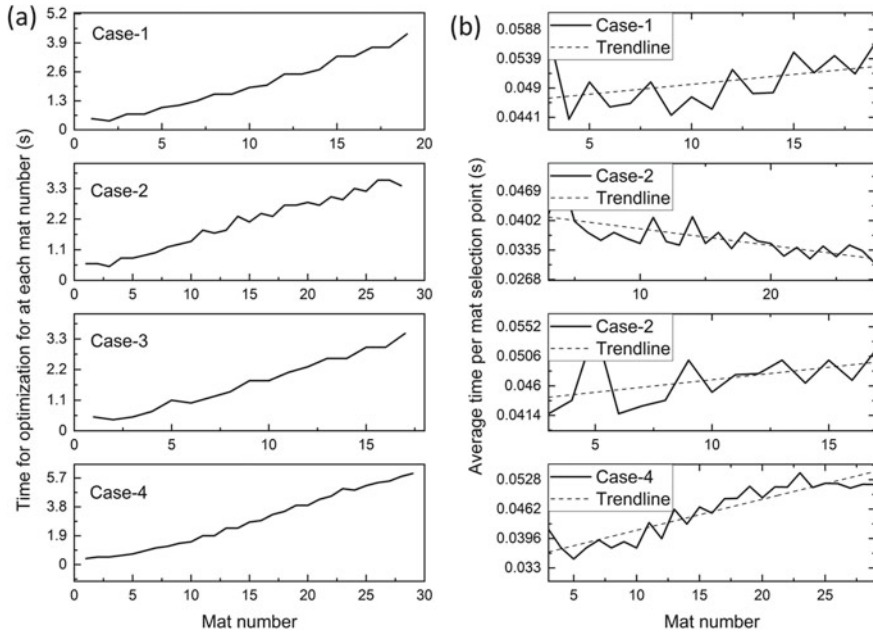 (a)
Time for optimization for at each mat number (s)
Case-1
5.2
3.9
2.6
1.3
0
0 5 10 15 20
Case-2
3.3
2.2
1.1
0
0 5 10 15 20 25 30
Case-3
3.3
2.2
1.1
0
0 5 10 15
Case-4
5.7
3.8
1.9
0
0 5 10 15 20 25 30
Mat number
(b)
Average time per mat selection point (s)
Case-1
Trendline
0.0588
0.0539
0.049
0.0441
5 10 15
Case-2
Trendline
0.0469
0.0402
0.0335
0.0268
10 20
Case-2
Trendline
0.0552
0.0506
0.046
0.0414
5 10 15
Case-4
Trendline
0.0528
0.0462
0.0396
0.033
5 10 15 20 25
Mat number